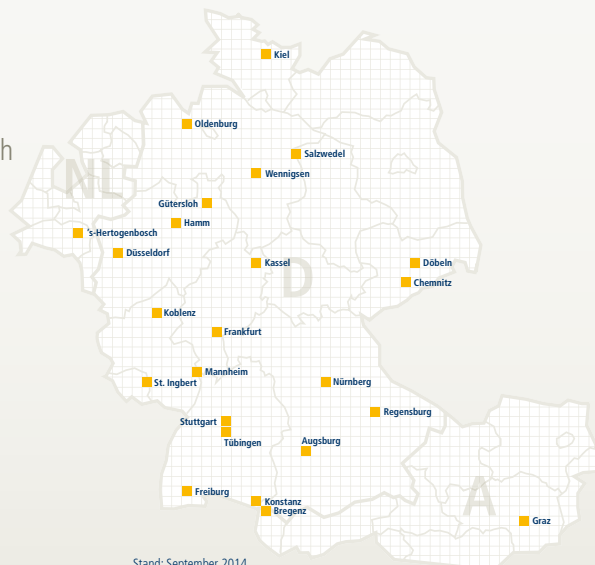 Kiel
Oldenburg
h
Salzwedel
NL
Wennigsen
Gütersloh
Hamm
's-Hertogenbosch
Düsseldorf
Kassel
D
Döbeln
Chemnitz
Koblenz
Frankfurt
Mannheim
St. Ingbert
Nürnberg
Regensburg
Stuttgart
Tübingen
Augsburg
Freiburg
A
Konstanz
Bregenz
Graz
Stand: September 2014